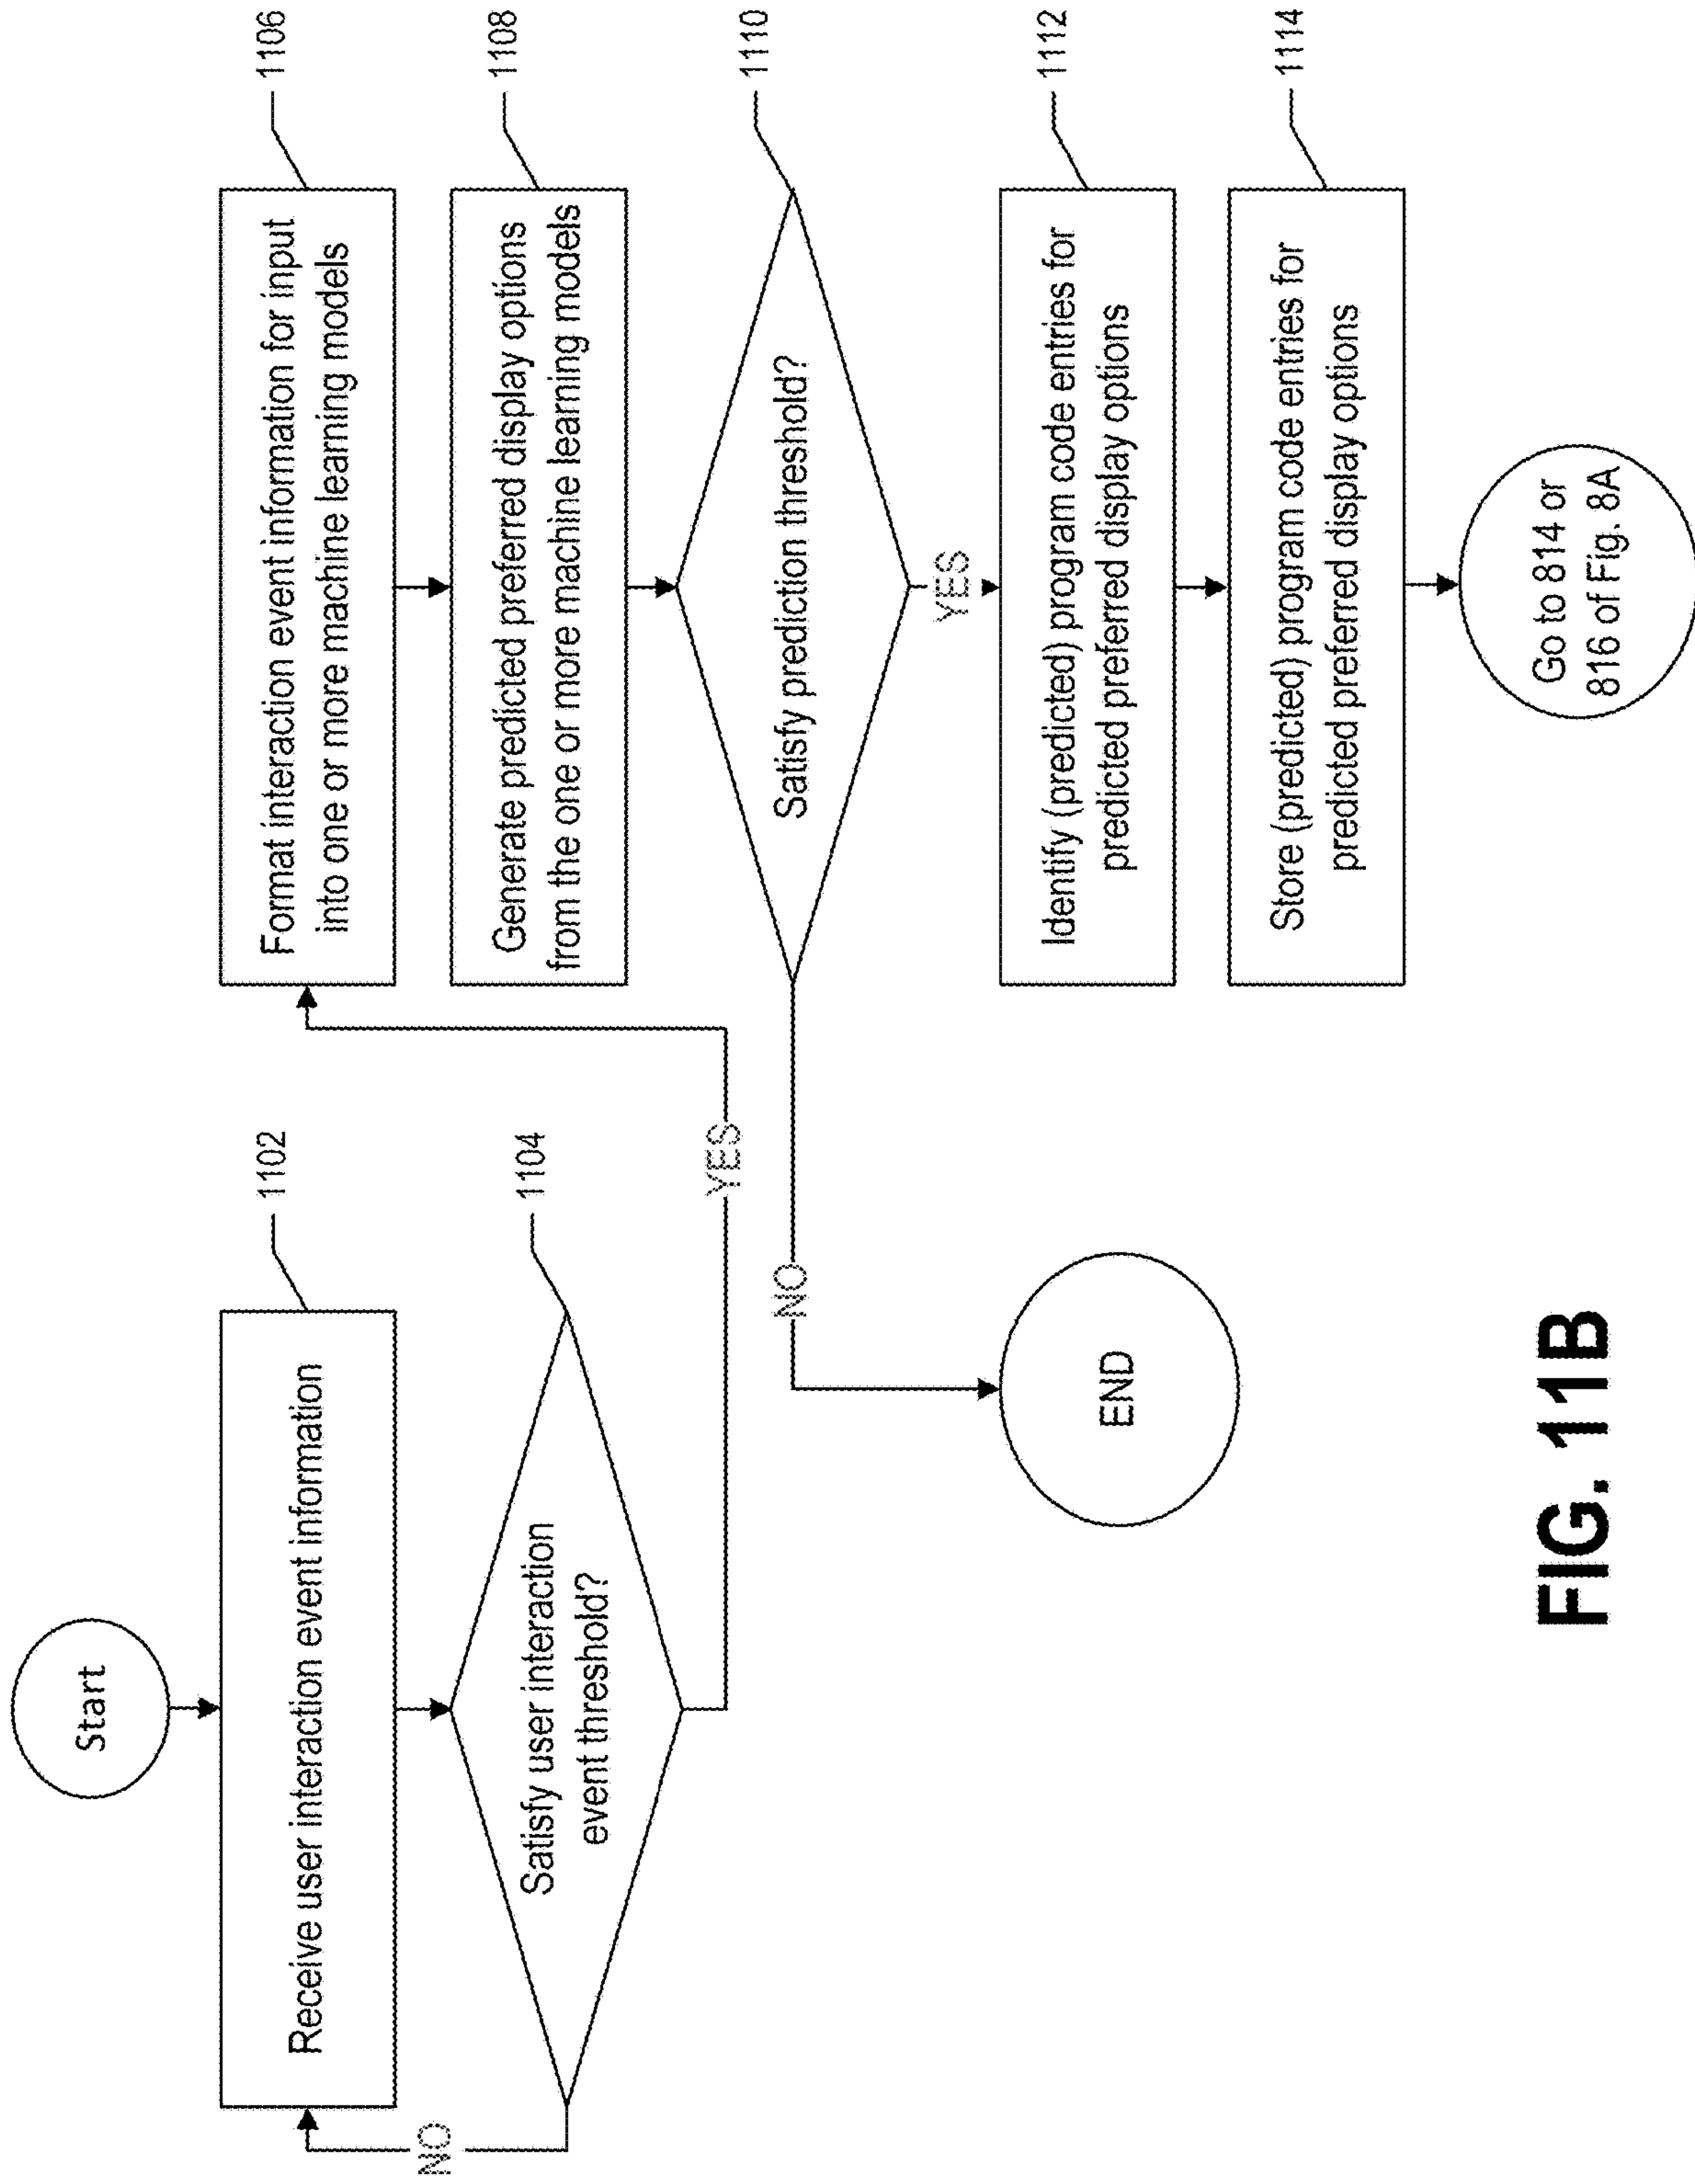 Start
Receive user interaction event information
1102
Satisfy user interaction
event threshold?
1104
NO
YES
Format interaction event information for input
into one or more machine learning models
1106
Generate predicted preferred display options
from the one or more machine learning models
1108
Satisfy prediction threshold?
1110
NO
YES
END
Identify (predicted) program code entries for
predicted preferred display options
1112
Store (predicted) program code entries for
predicted preferred display options
1114
Go to 814 or
816 of Fig. 8A
FIG. 11B